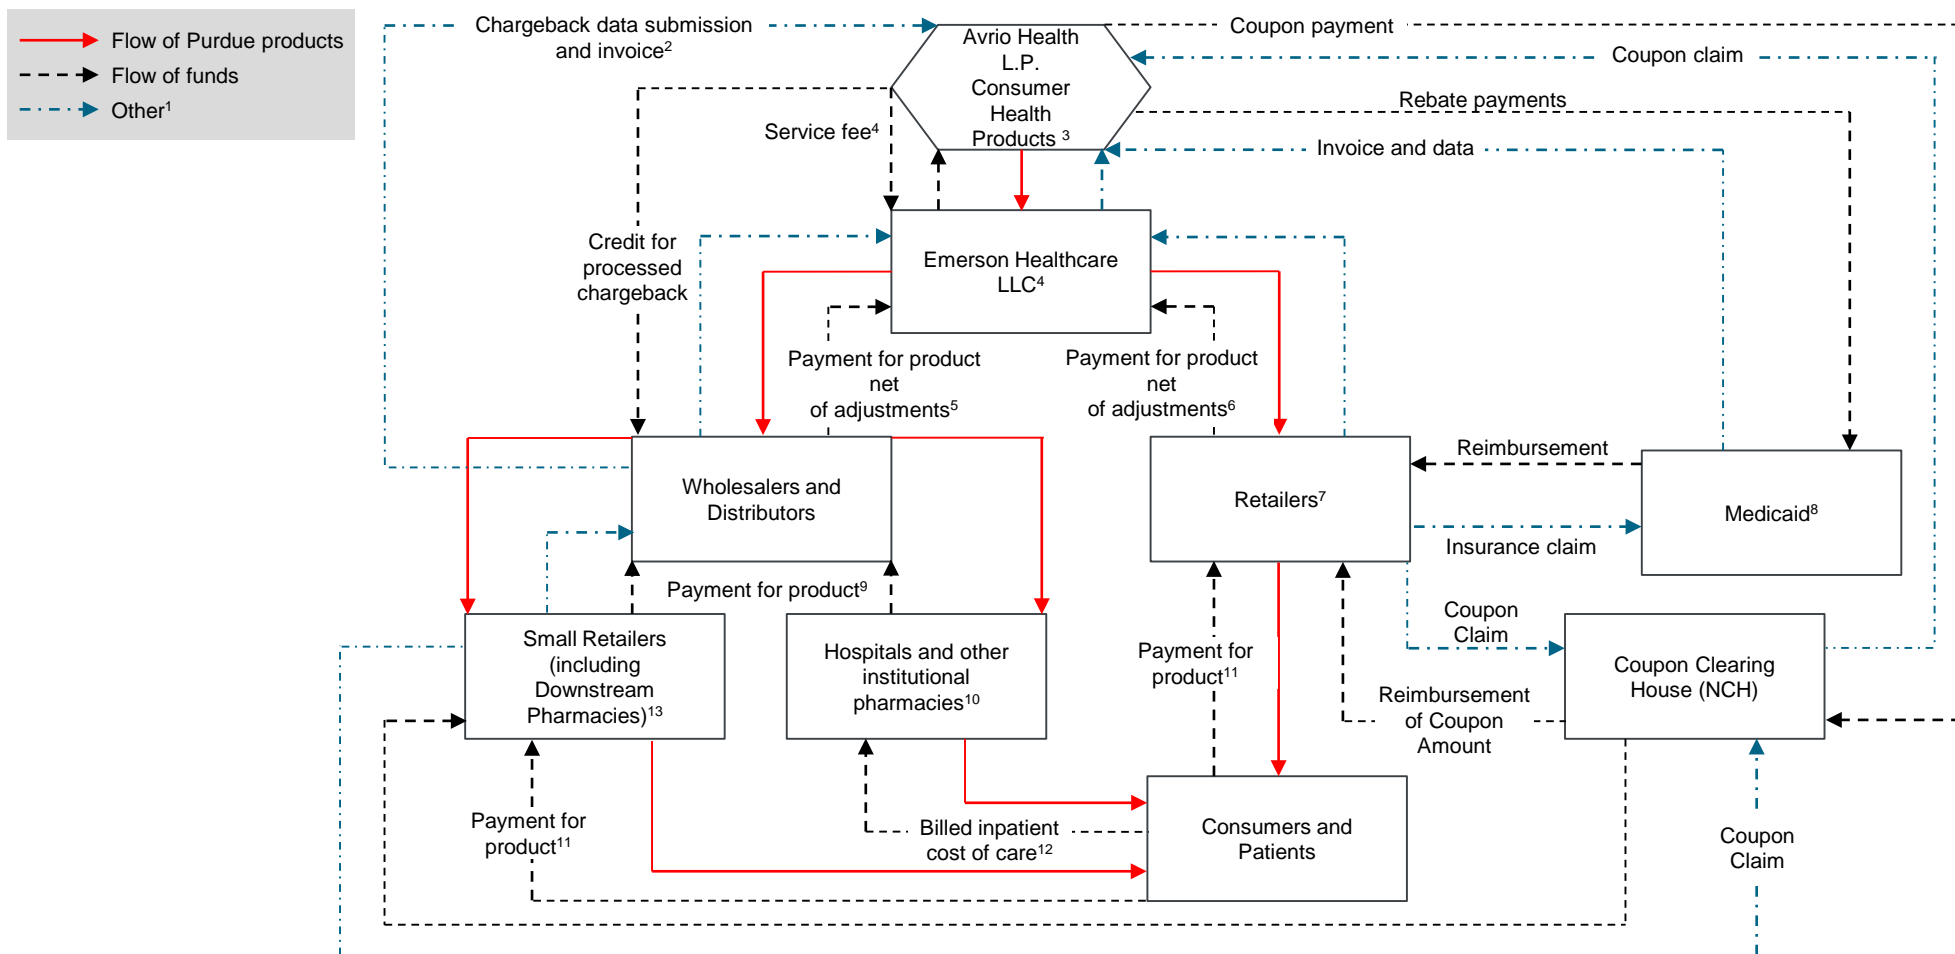 Flow of Purdue products
Flow of funds
Other¹
Chargeback data submission
and invoice²
Avrio Health
L.P.
Consumer
Health
Products ³
Coupon payment
Coupon claim
Rebate payments
Invoice and data
Service fee⁴
Credit for
processed
chargeback
Emerson Healthcare
LLC⁴
Payment for product
net
of adjustments⁵
Payment for product
net
of adjustments⁶
Wholesalers and
Distributors
Retailers⁷
Reimbursement
Insurance claim
Medicaid⁸
Payment for product⁹
Small Retailers
(including
Downstream
Pharmacies)¹³
Hospitals and other
institutional
pharmacies¹⁰
Payment for
product¹¹
Coupon
Claim
Coupon Clearing
House (NCH)
Reimbursement
of Coupon
Amount
Payment for
product¹¹
Billed inpatient
cost of care¹²
Consumers and
Patients
Coupon
Claim